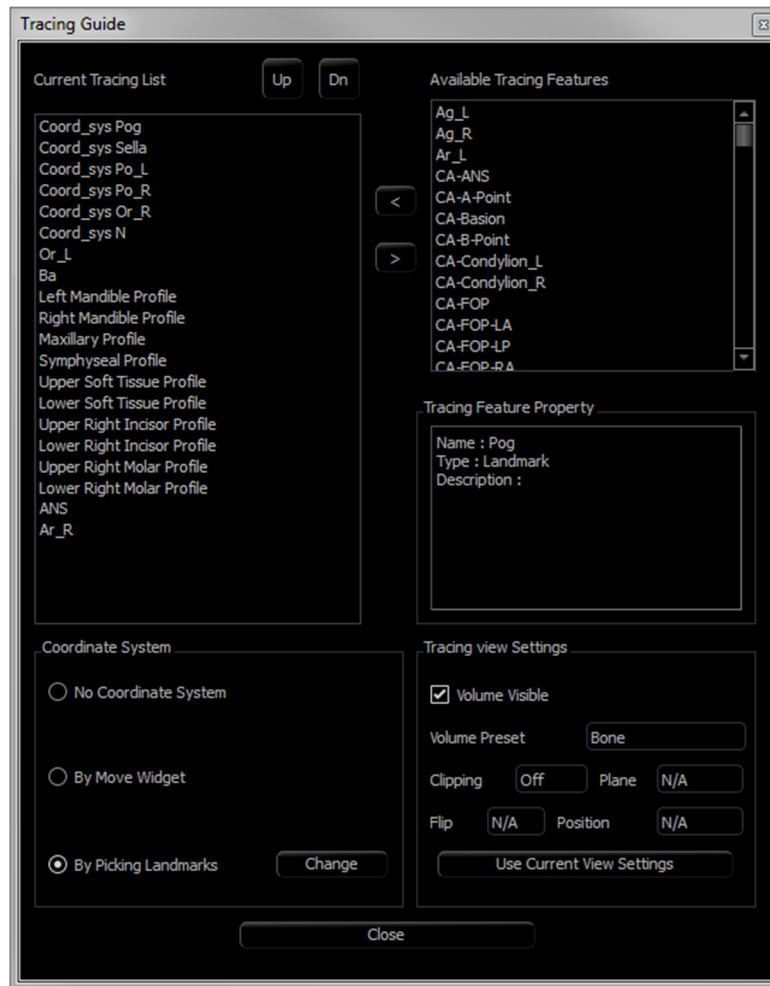 Tracing Guide
Current Tracing List
Up
Dn
Available Tracing Features
Coord_sys Pog
Coord_sys Sella
Coord_sys Po_L
Coord_sys Po_R
Coord_sys Or_R
Coord_sys N
Or_L
Ba
Left Mandible Profile
Right Mandible Profile
Maxillary Profile
Symphyseal Profile
Upper Soft Tissue Profile
Lower Soft Tissue Profile
Upper Right Incisor Profile
Lower Right Incisor Profile
Upper Right Molar Profile
Lower Right Molar Profile
ANS
Ar_R
<
>
Ag_L
Ag_R
Ar_L
CA-ANS
CA-A-Point
CA-Basion
CA-B-Point
CA-Condylion_L
CA-Condylion_R
CA-FOP
CA-FOP-LA
CA-FOP-LP
CA-FOP-RA
Tracing Feature Property
Name : Pog
Type : Landmark
Description :
Coordinate System
No Coordinate System
By Move Widget
By Picking Landmarks
Change
Tracing view Settings
Volume Visible
Volume Preset Bone
Clipping Off Plane N/A
Flip N/A Position N/A
Use Current View Settings
Close